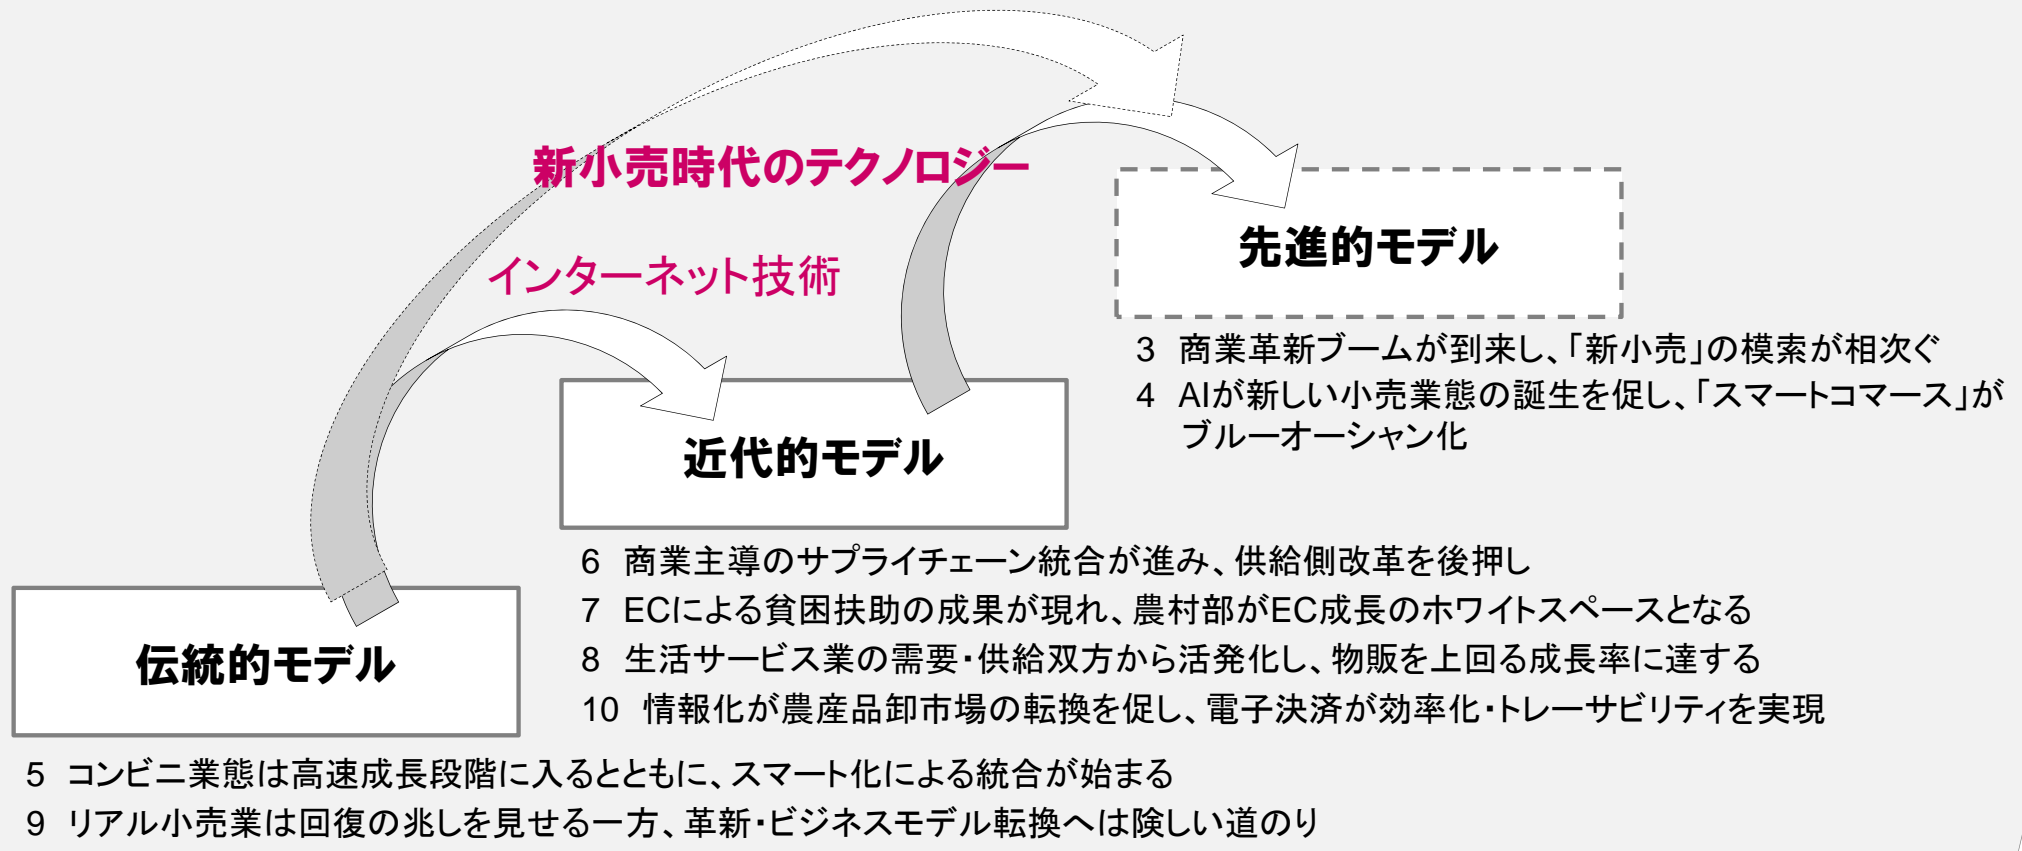 新小売時代のテクノロジー
インターネット技術
先進的モデル
3 商業革新ブームが到来し、「新小売」の模索が相次ぐ
4 AIが新しい小売業態の誕生を促し、「スマートコマース」が
ブルーオーシャン化
近代的モデル
6 商業主導のサプライチェーン統合が進み、供給側改革を後押し
7 ECによる貧困扶助の成果が現れ、農村部がEC成長のホワイトスペースとなる
8 生活サービス業の需要・供給双方から活発化し、物販を上回る成長率に達する
10 情報化が農産品卸市場の転換を促し、電子決済が効率化・トレーサビリティを実現
伝統的モデル
5 コンビニ業態は高速成長段階に入るとともに、スマート化による統合が始まる
9 リアル小売業は回復の兆しを見せる一方、革新・ビジネスモデル転換へは険しい道のり